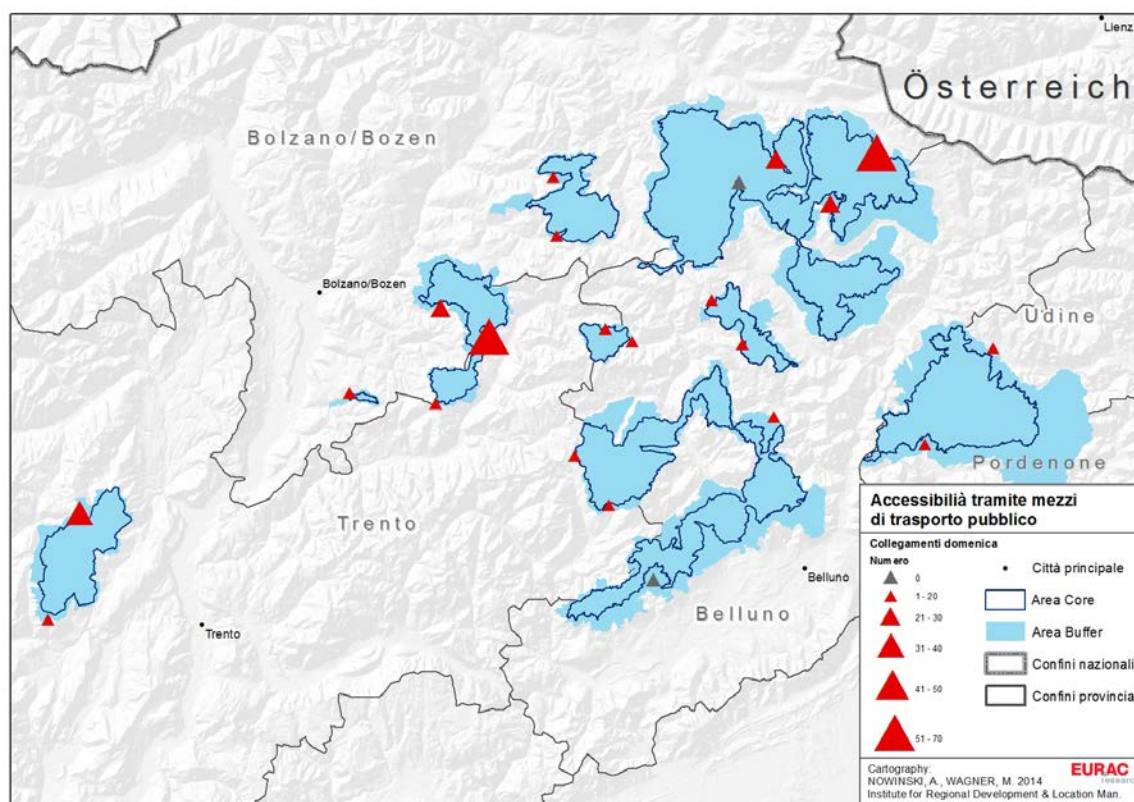 Lienz
Österreich
Bolzano/Bozen
Bolzano/Bozen
Udine
Pordenone
Trento
Belluno
Belluno
Trento
Accessibilià tramite mezzi
di trasporto pubblico
Collegamenti domenica
Numero
0
1 - 20
21 - 30
31 - 40
41 - 50
51 - 70
Città principale
Area Core
Area Buffer
Confini nazionali
Confini provincia
Cartography:
NOWINSKI, A., WAGNER, M. 2014
Institute for Regional Development & Location Man.
EURAC
research